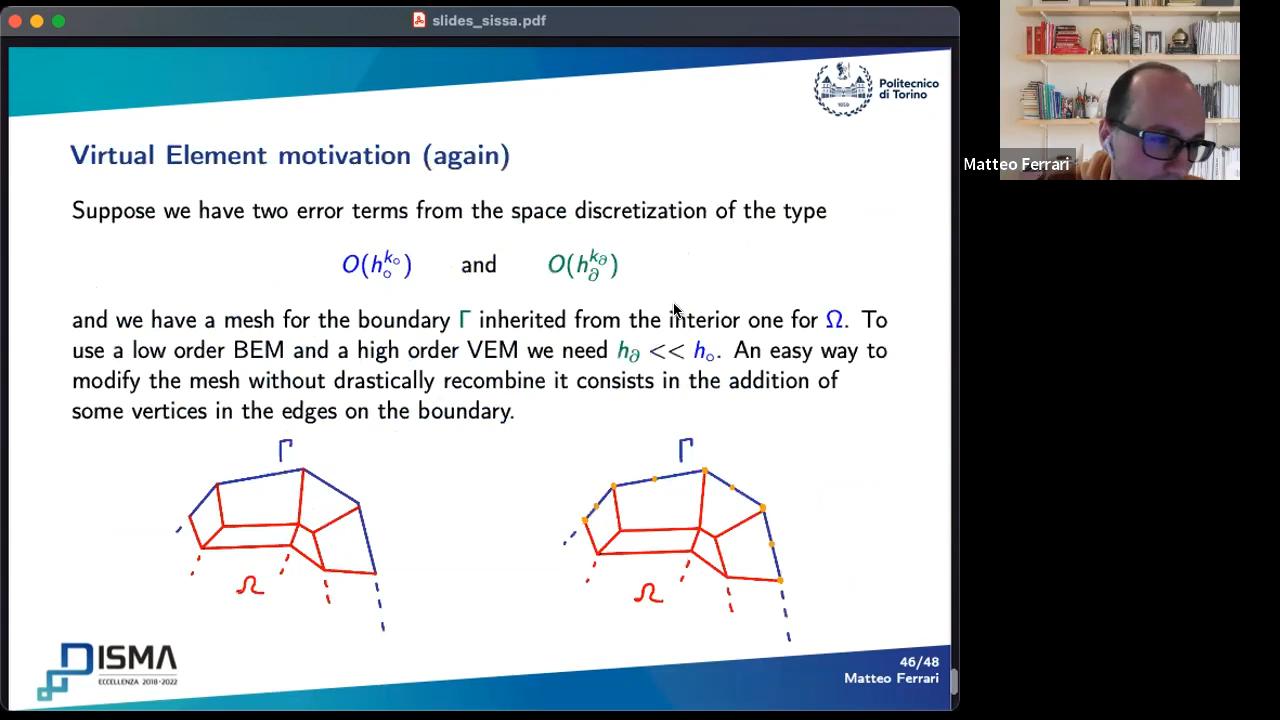 slides_sissa.pdf
Politecnico
di Torino
1859
Virtual Element motivation (again)
Suppose we have two error terms from the space discretization of the type
O(h_∘^{k_∘}) and O(h_∂^{k_∂})
and we have a mesh for the boundary Γ inherited from the interior one for Ω. To
use a low order BEM and a high order VEM we need h_∂ << h_∘. An easy way to
modify the mesh without drastically recombine it consists in the addition of
some vertices in the edges on the boundary.
Γ Γ
Ω Ω
DISMA
ECCELLENZA 2018-2022
46/48
Matteo Ferrari
Matteo Ferrari